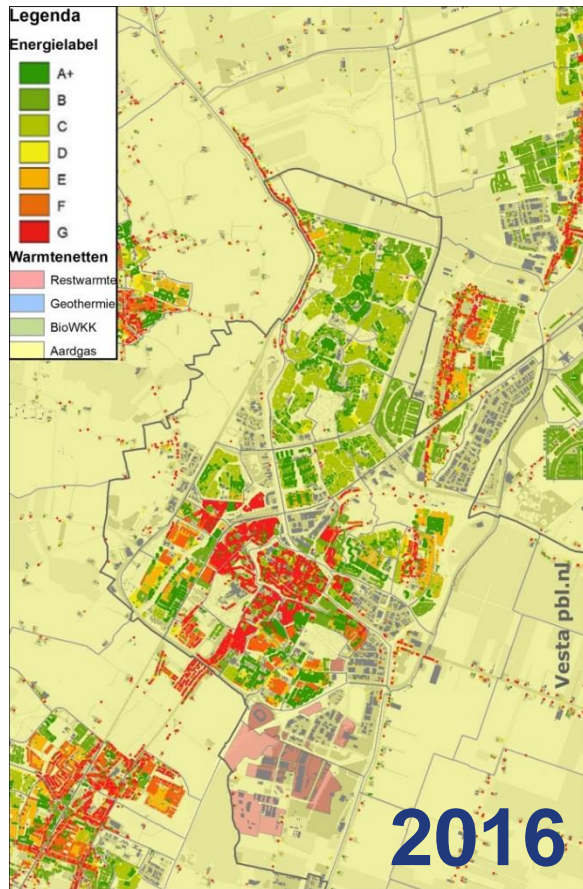 Legenda
Energielabel
A+
B
C
D
E
F
G
Warmtenetten
Restwarmte
Geothermie
BioWKK
Aardgas
Vesta pbl.nl
2016